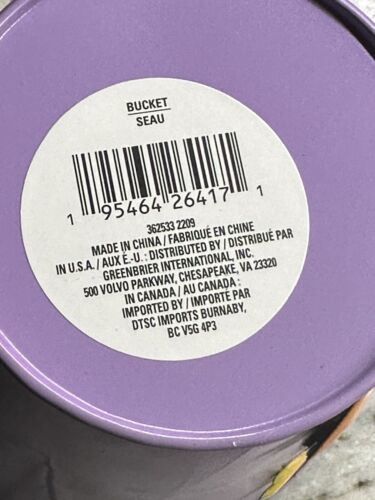 BUCKET
SEAU
1 95464 26417 1
362533 2209
MADE IN CHINA / FABRIQUÉ EN CHINE
IN U.S.A. / AUX É.-U. : DISTRIBUTED BY / DISTRIBUÉ PAR
GREENBRIER INTERNATIONAL, INC.
500 VOLVO PARKWAY, CHESAPEAKE, VA 23320
IN CANADA / AU CANADA :
IMPORTED BY / IMPORTÉ PAR
DTSC IMPORTS BURNABY,
BC V5G 4P3